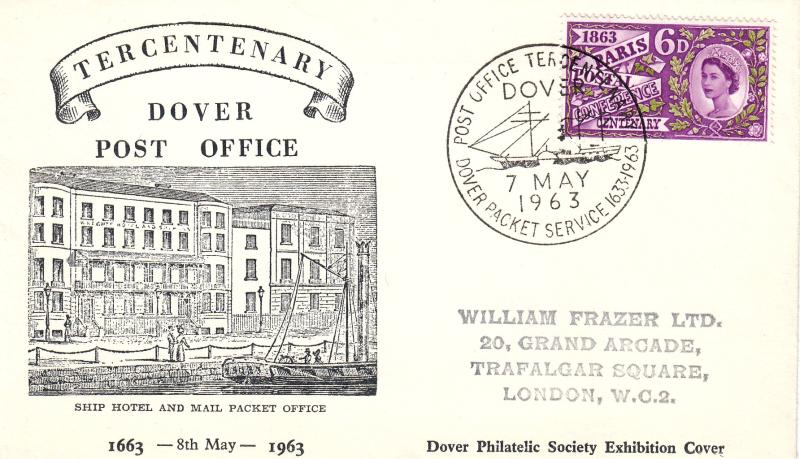 TERCENTENARY
DOVER
POST OFFICE
SHIP HOTEL AND MAIL PACKET OFFICE
1663 — 8th May — 1963
POST OFFICE
DOVER
7 MAY
1963
DOVER PACKET SERVICE 1633-1963
1863
PARIS
6D
POSTAL
CONFERENCE
CENTENARY
WILLIAM FRAZER LTD.
20, GRAND ARCADE,
TRAFALGAR SQUARE,
LONDON, W.C.2.
Dover Philatelic Society Exhibition Cover